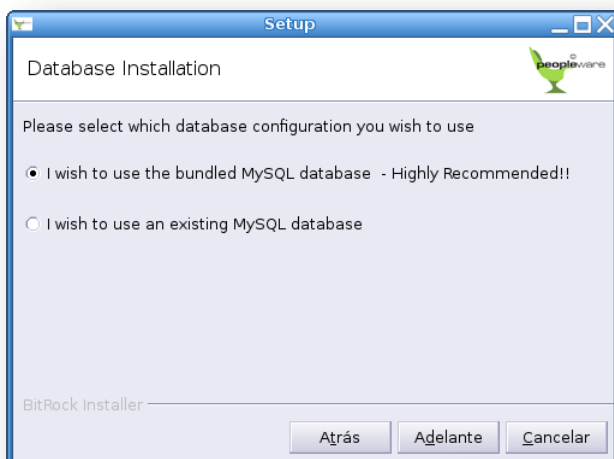 Setup
Database Installation
peopleware
Please select which database configuration you wish to use
I wish to use the bundled MySQL database - Highly Recommended!!
I wish to use an existing MySQL database
BitRock Installer
Atrás Adelante Cancelar